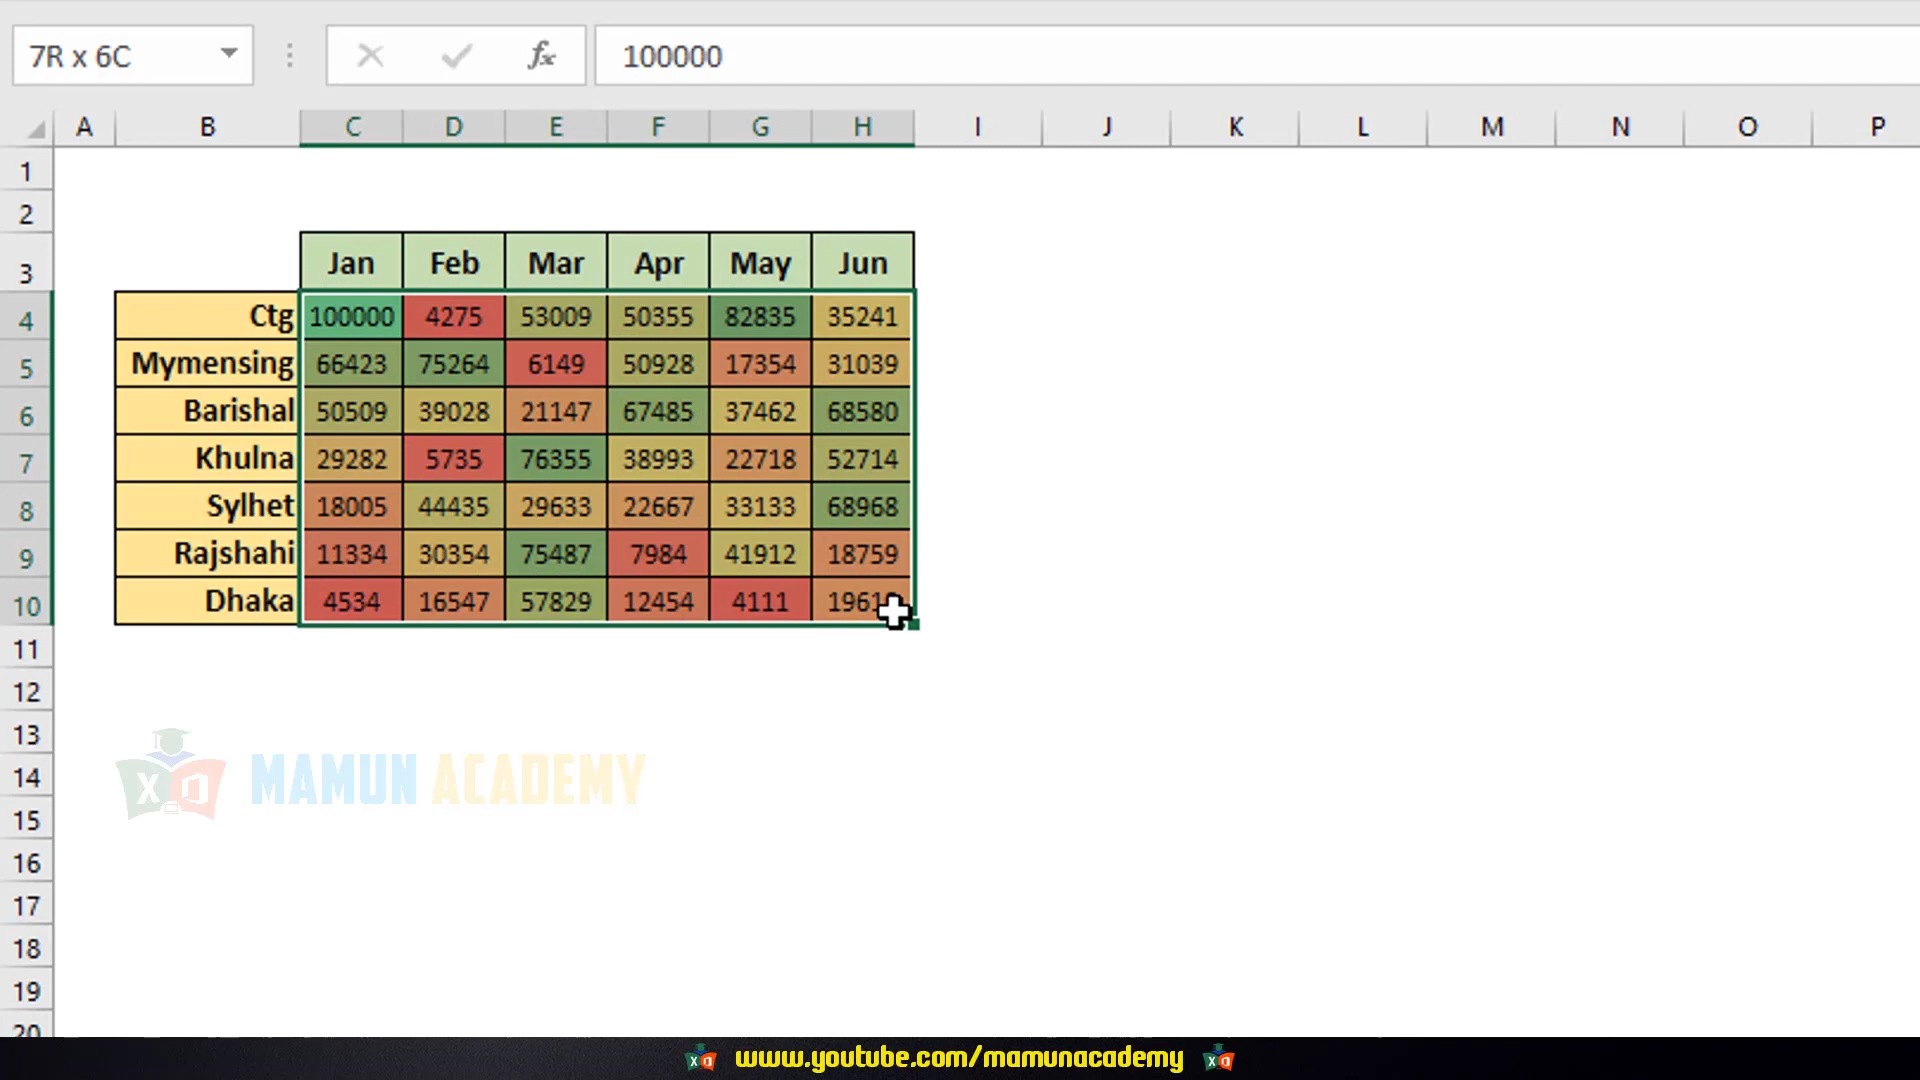 7R x 6C fx 100000
A B C D E F G H I J K L M N O P
1
2
3 Jan Feb Mar Apr May Jun
4 Ctg 100000 4275 53009 50355 82835 35241
5 Mymensing 66423 75264 6149 50928 17354 31039
6 Barishal 50509 39028 21147 67485 37462 68580
7 Khulna 29282 5735 76355 38993 22718 52714
8 Sylhet 18005 44435 29633 22667 33133 68968
9 Rajshahi 11334 30354 75487 7984 41912 18759
10 Dhaka 4534 16547 57829 12454 4111
11
12
13
14
X MAMUN ACADEMY
15
16
17
18
19
20
www.youtube.com/mamunacademy